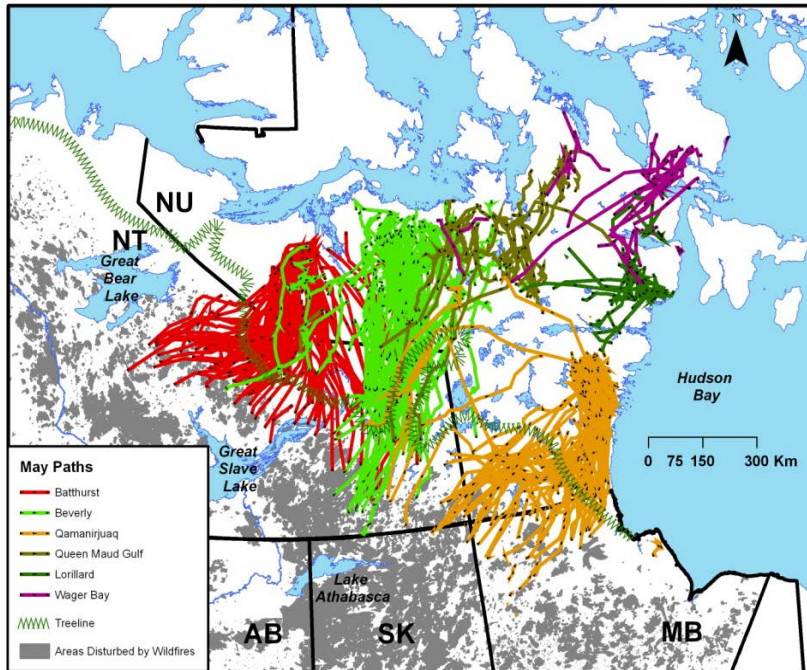 N
NU
NT
Great
Bear
Lake
Hudson
Bay
0 75 150 300 Km
Great
Slave
Lake
May Paths
Batthurst
Beverly
Qamanirjuaq
Queen Maud Gulf
Lorillard
Wager Bay
Treeline
Areas Disturbed by Wildfires
Lake
Athabasca
AB
SK
MB